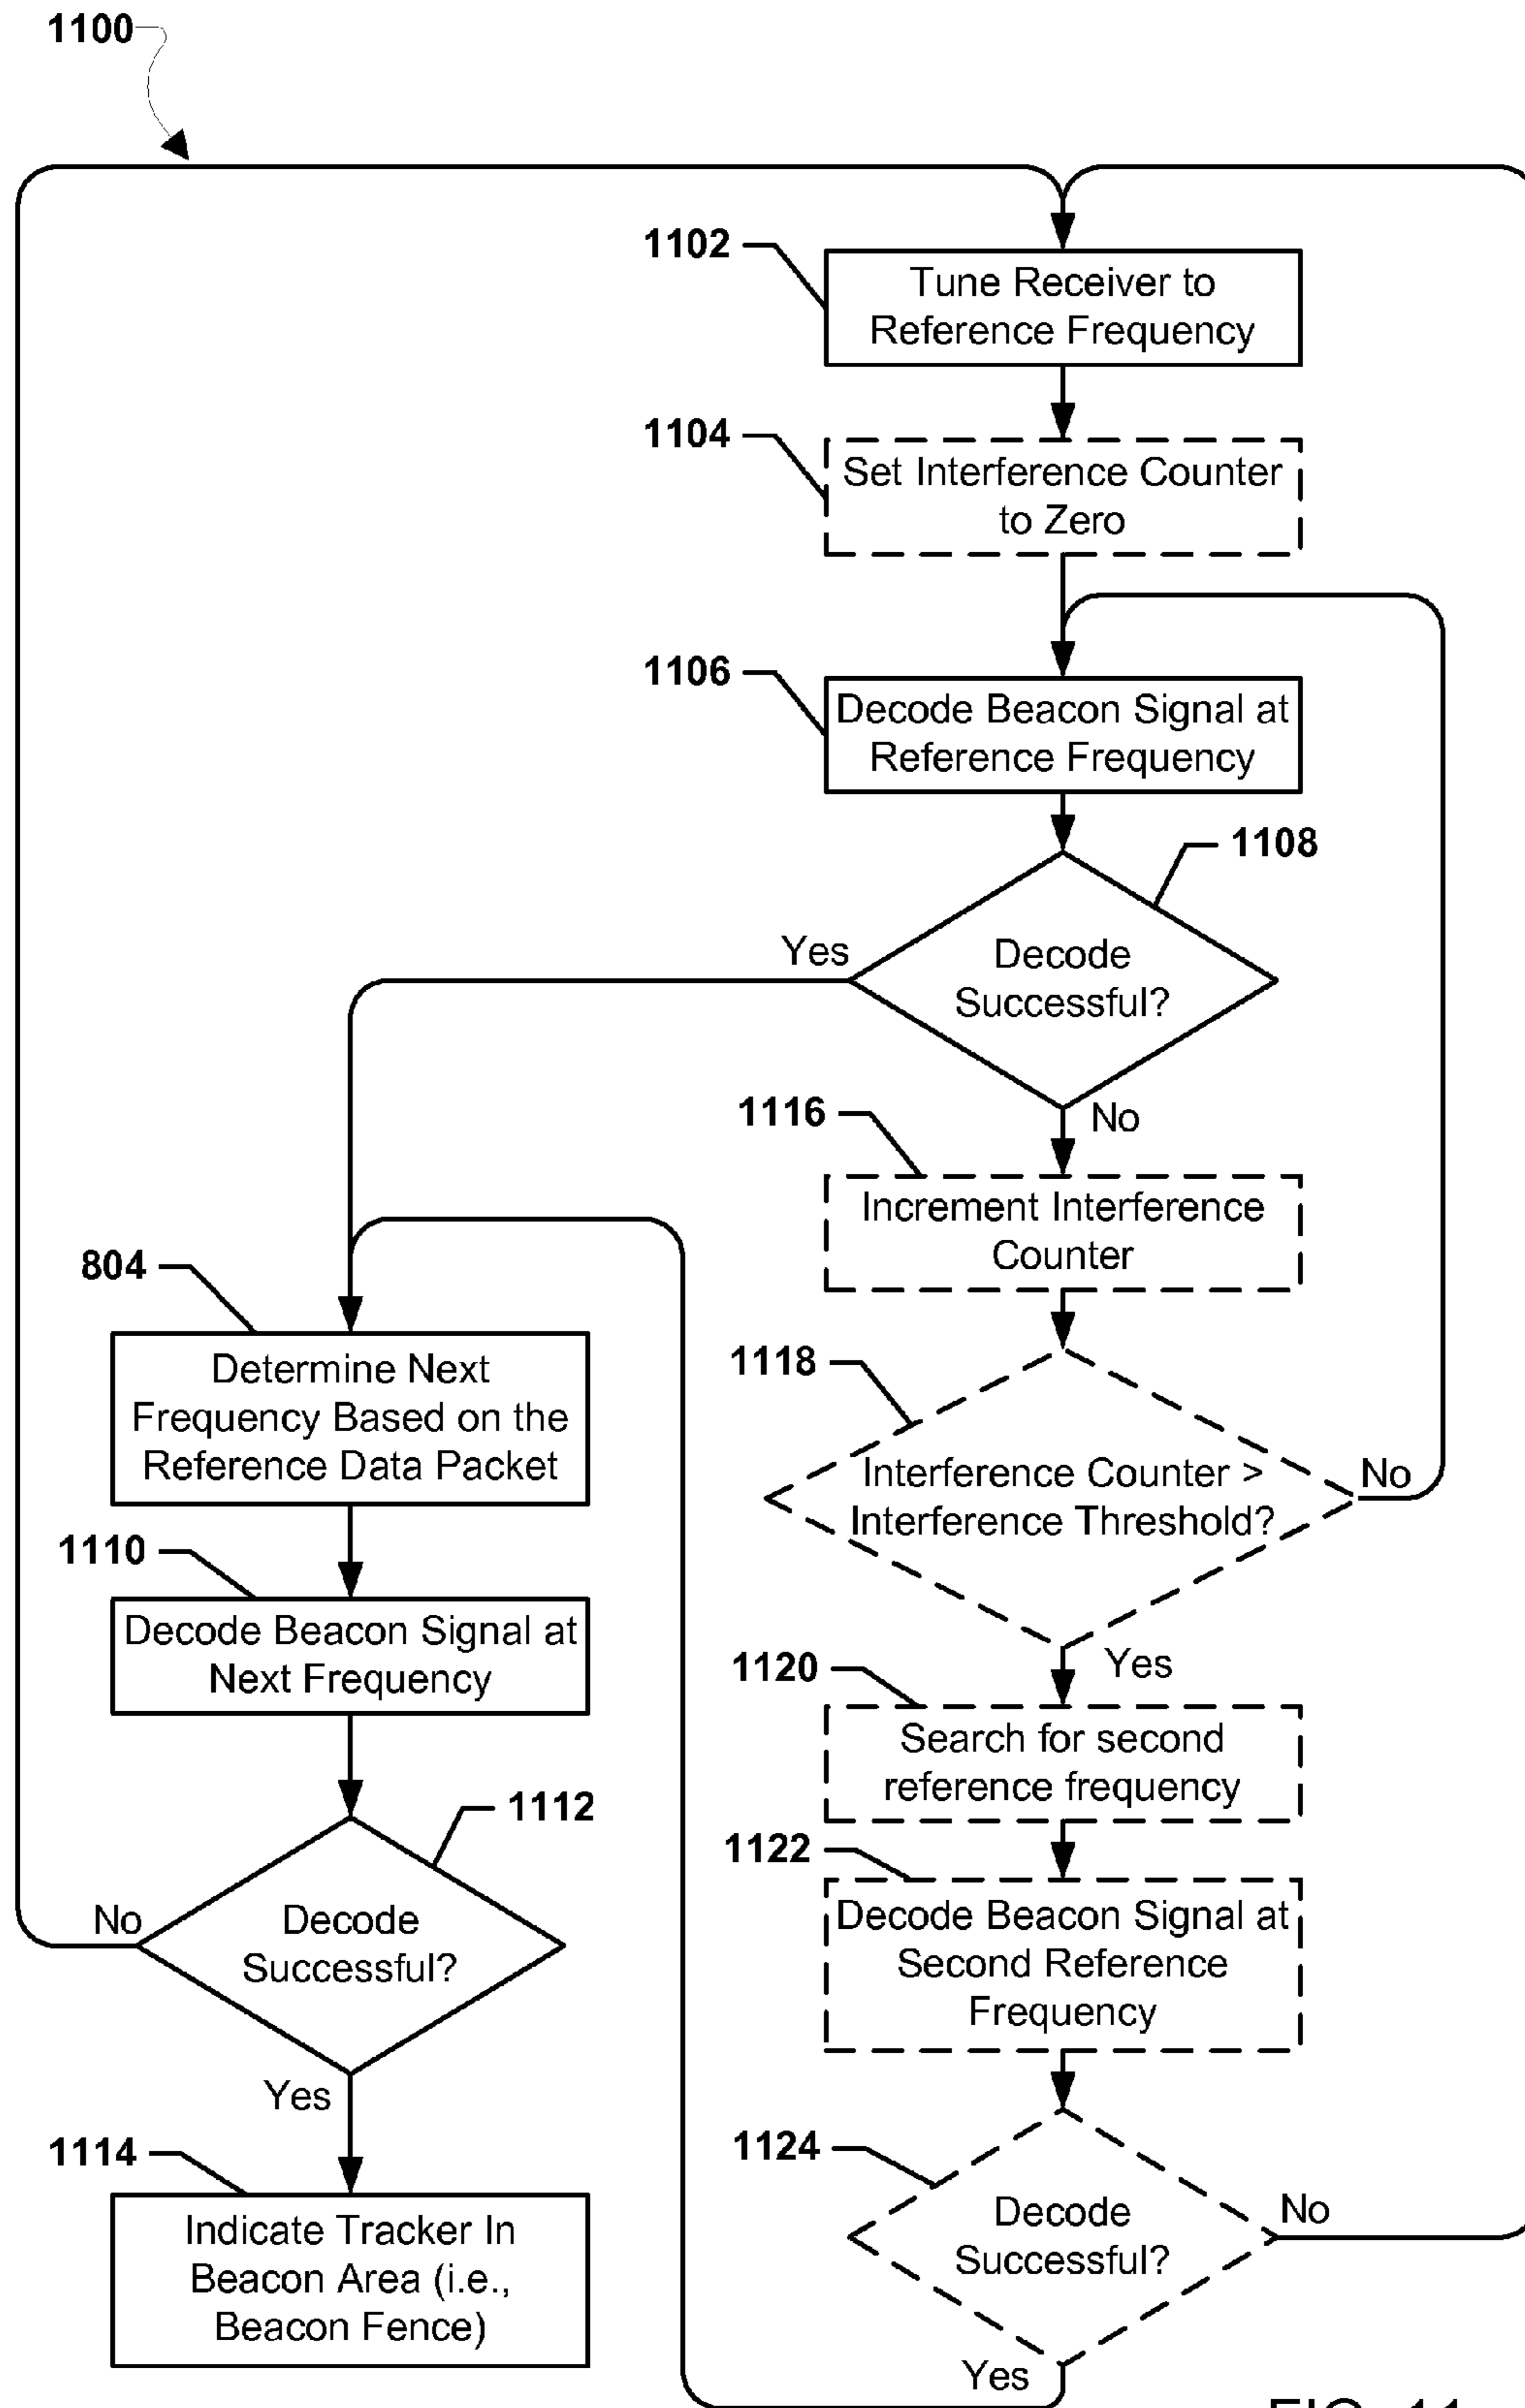 1100
1102
Tune Receiver to
Reference Frequency
1104
Set Interference Counter
to Zero
1106
Decode Beacon Signal at
Reference Frequency
1108
Yes
Decode
Successful?
No
1116
Increment Interference
Counter
804
Determine Next
Frequency Based on the
Reference Data Packet
1118
Interference Counter >
Interference Threshold?
No
Yes
1110
Decode Beacon Signal at
Next Frequency
1120
Search for second
reference frequency
1112
No
Decode
Successful?
Yes
1122
Decode Beacon Signal at
Second Reference
Frequency
1114
Indicate Tracker In
Beacon Area (i.e.,
Beacon Fence)
1124
Decode
Successful?
No
Yes
FIG. 11